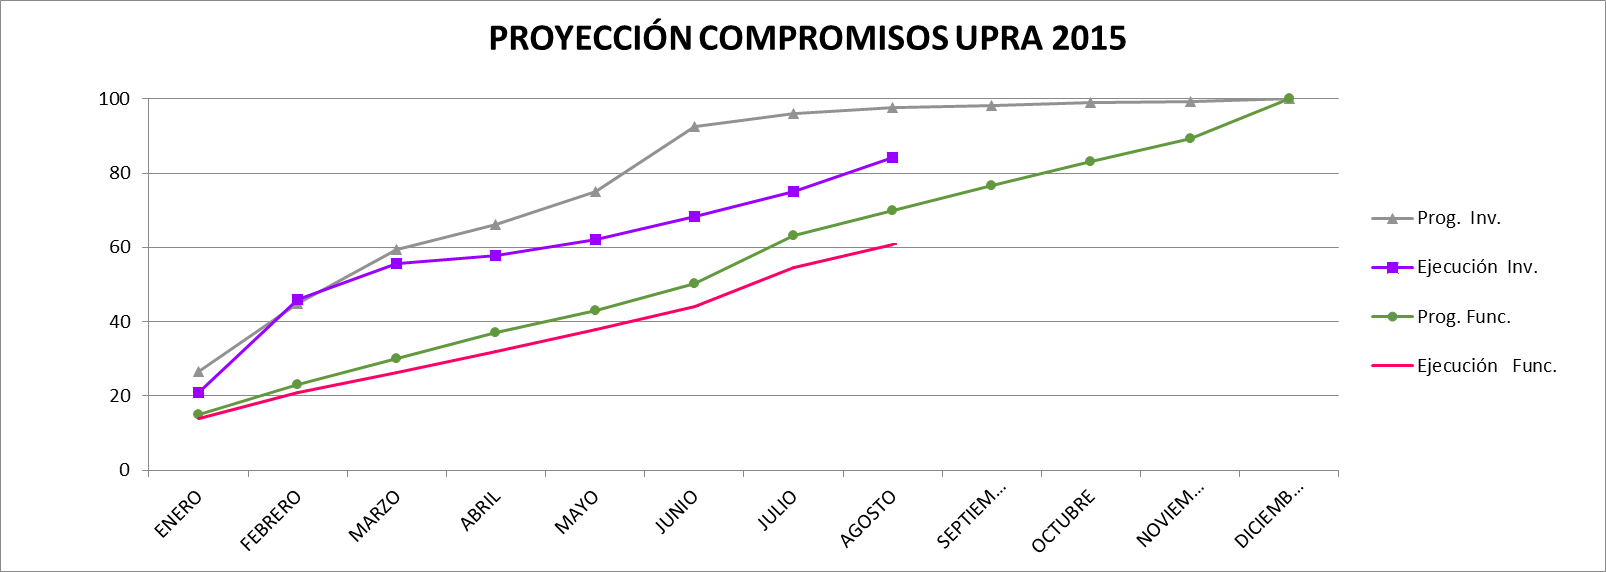 PROYECCIÓN COMPROMISOS UPRA 2015
100
80
60
40
20
0
ENERO
FEBRERO
MARZO
ABRIL
MAYO
JUNIO
JULIO
AGOSTO
SEPTIEM...
OCTUBRE
NOVIEM...
DICIEMB...
Prog. Inv.
Ejecución Inv.
Prog. Func.
Ejecución Func.